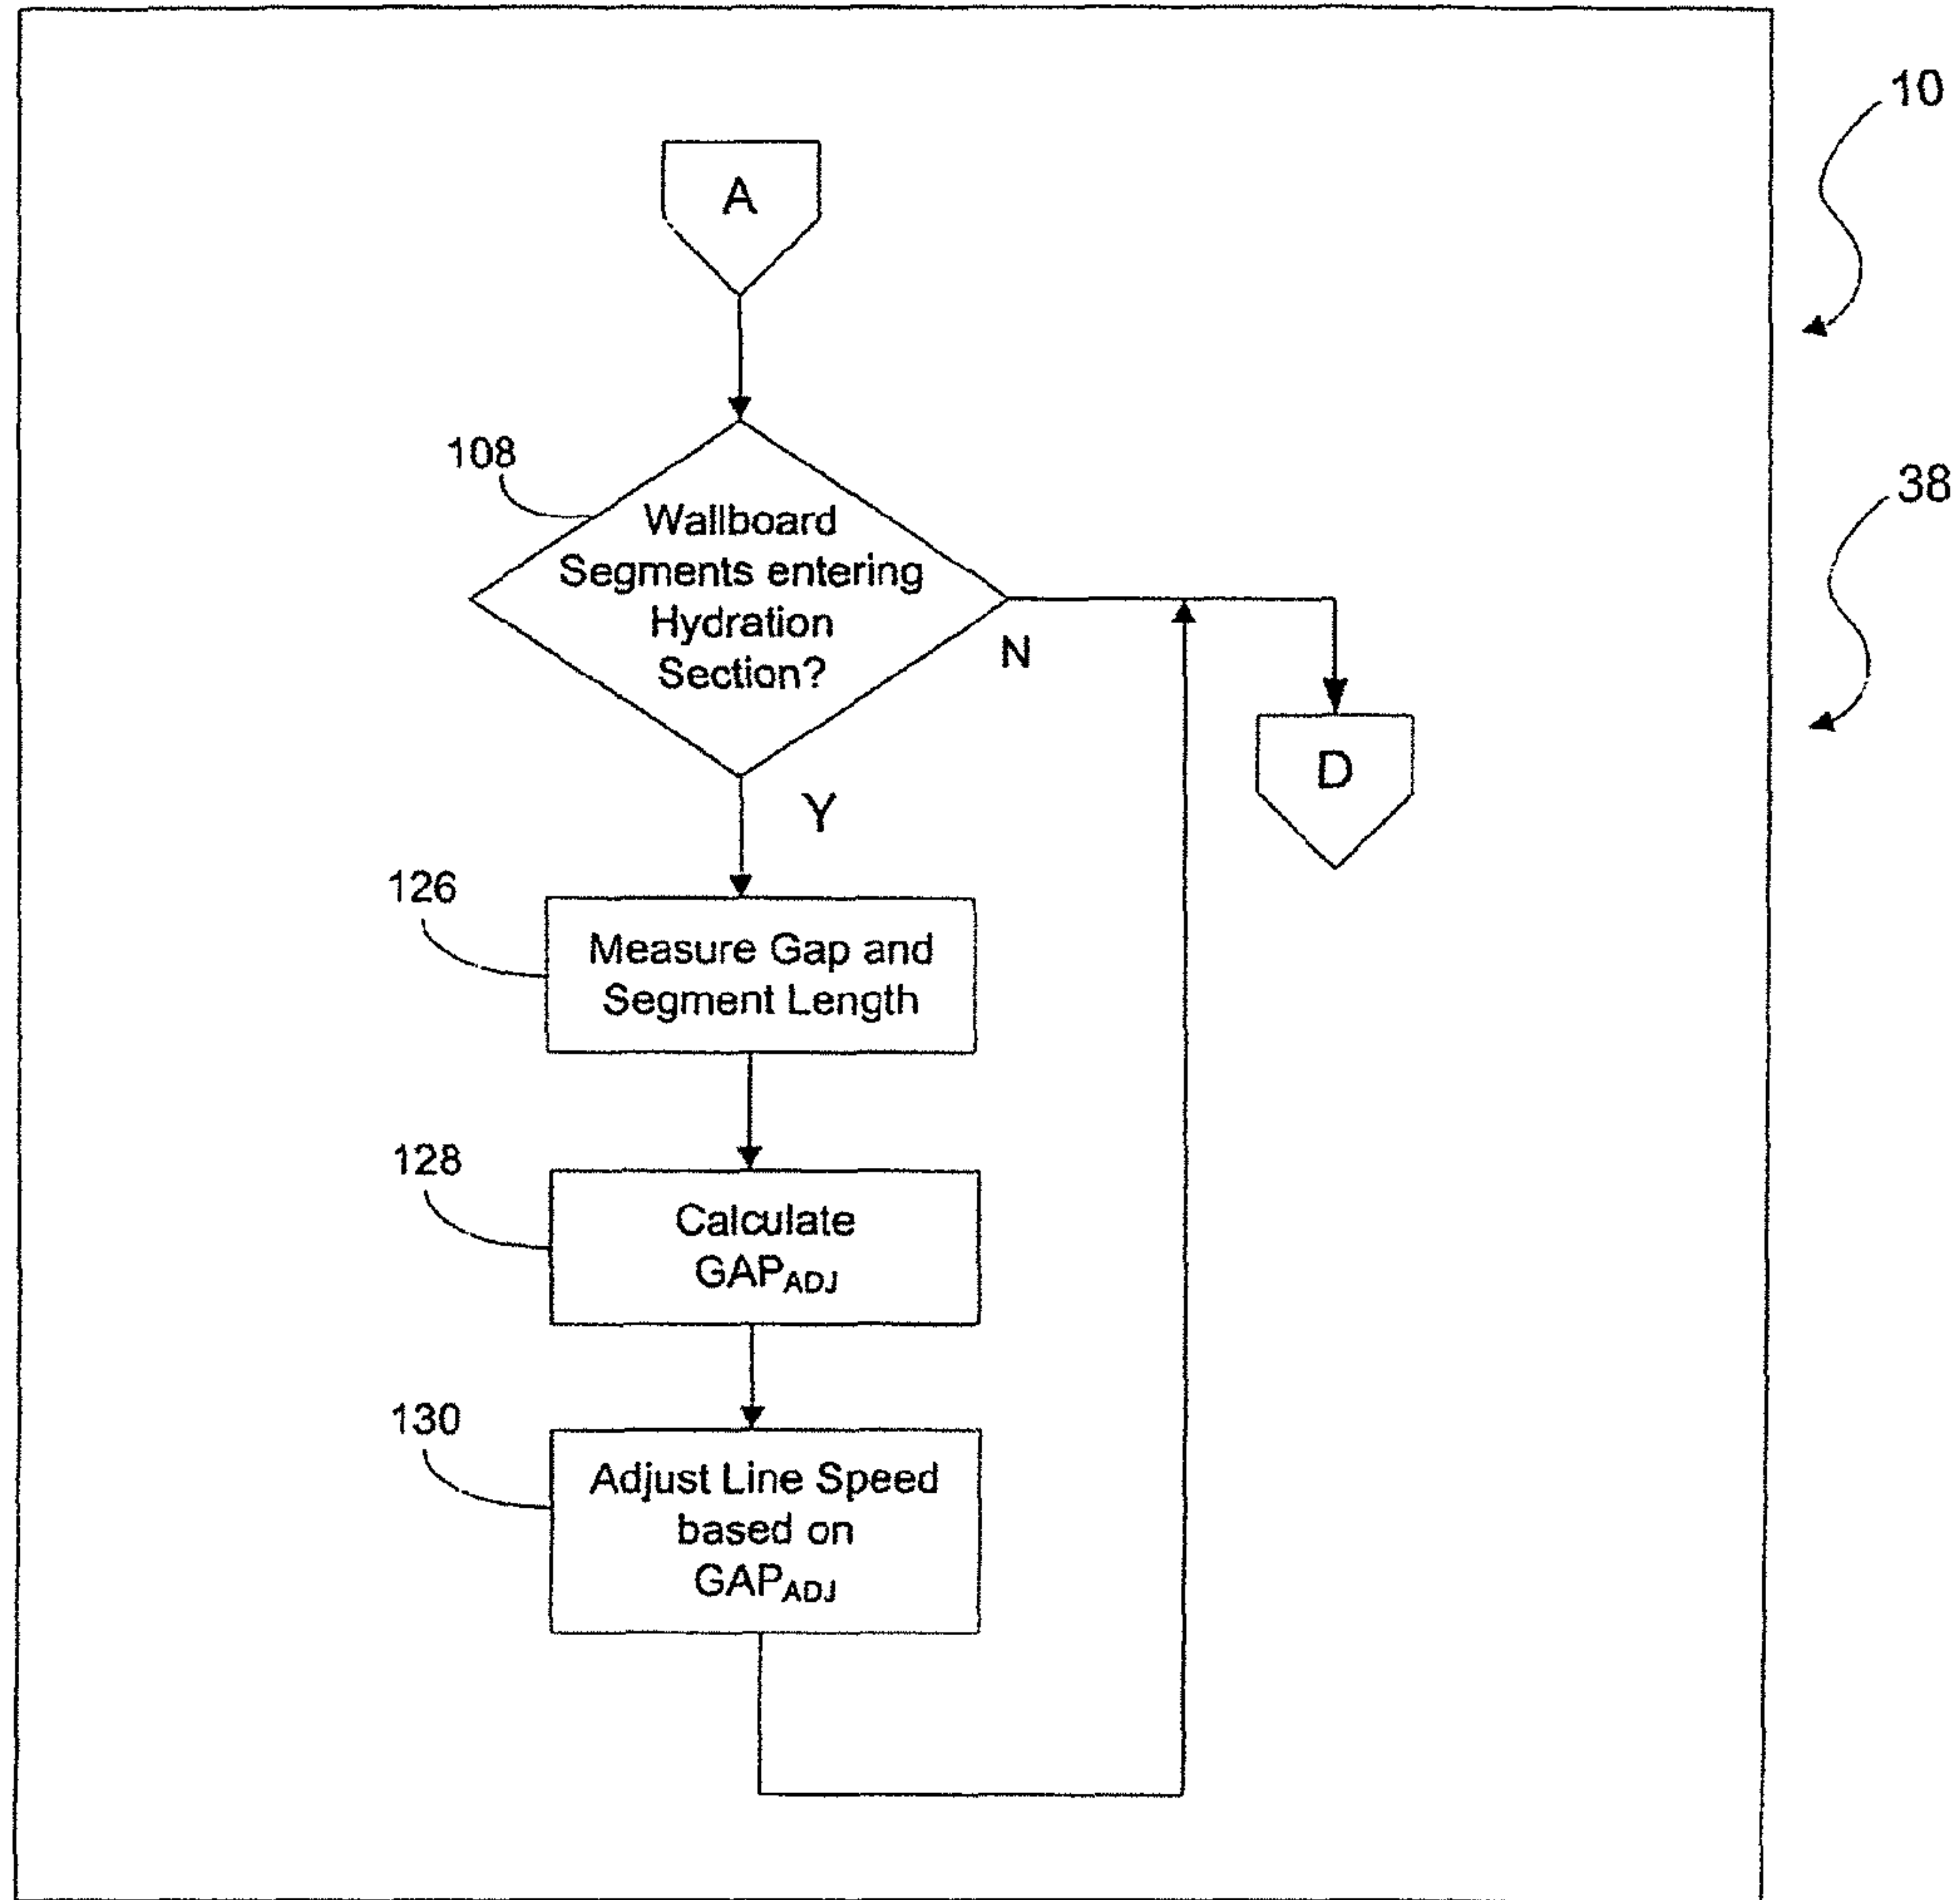 10
A
108
38
Wallboard
Segments entering
Hydration
Section?
N
D
Y
126
Measure Gap and
Segment Length
128
Calculate
GAPADJ
130
Adjust Line Speed
based on
GAPADJ